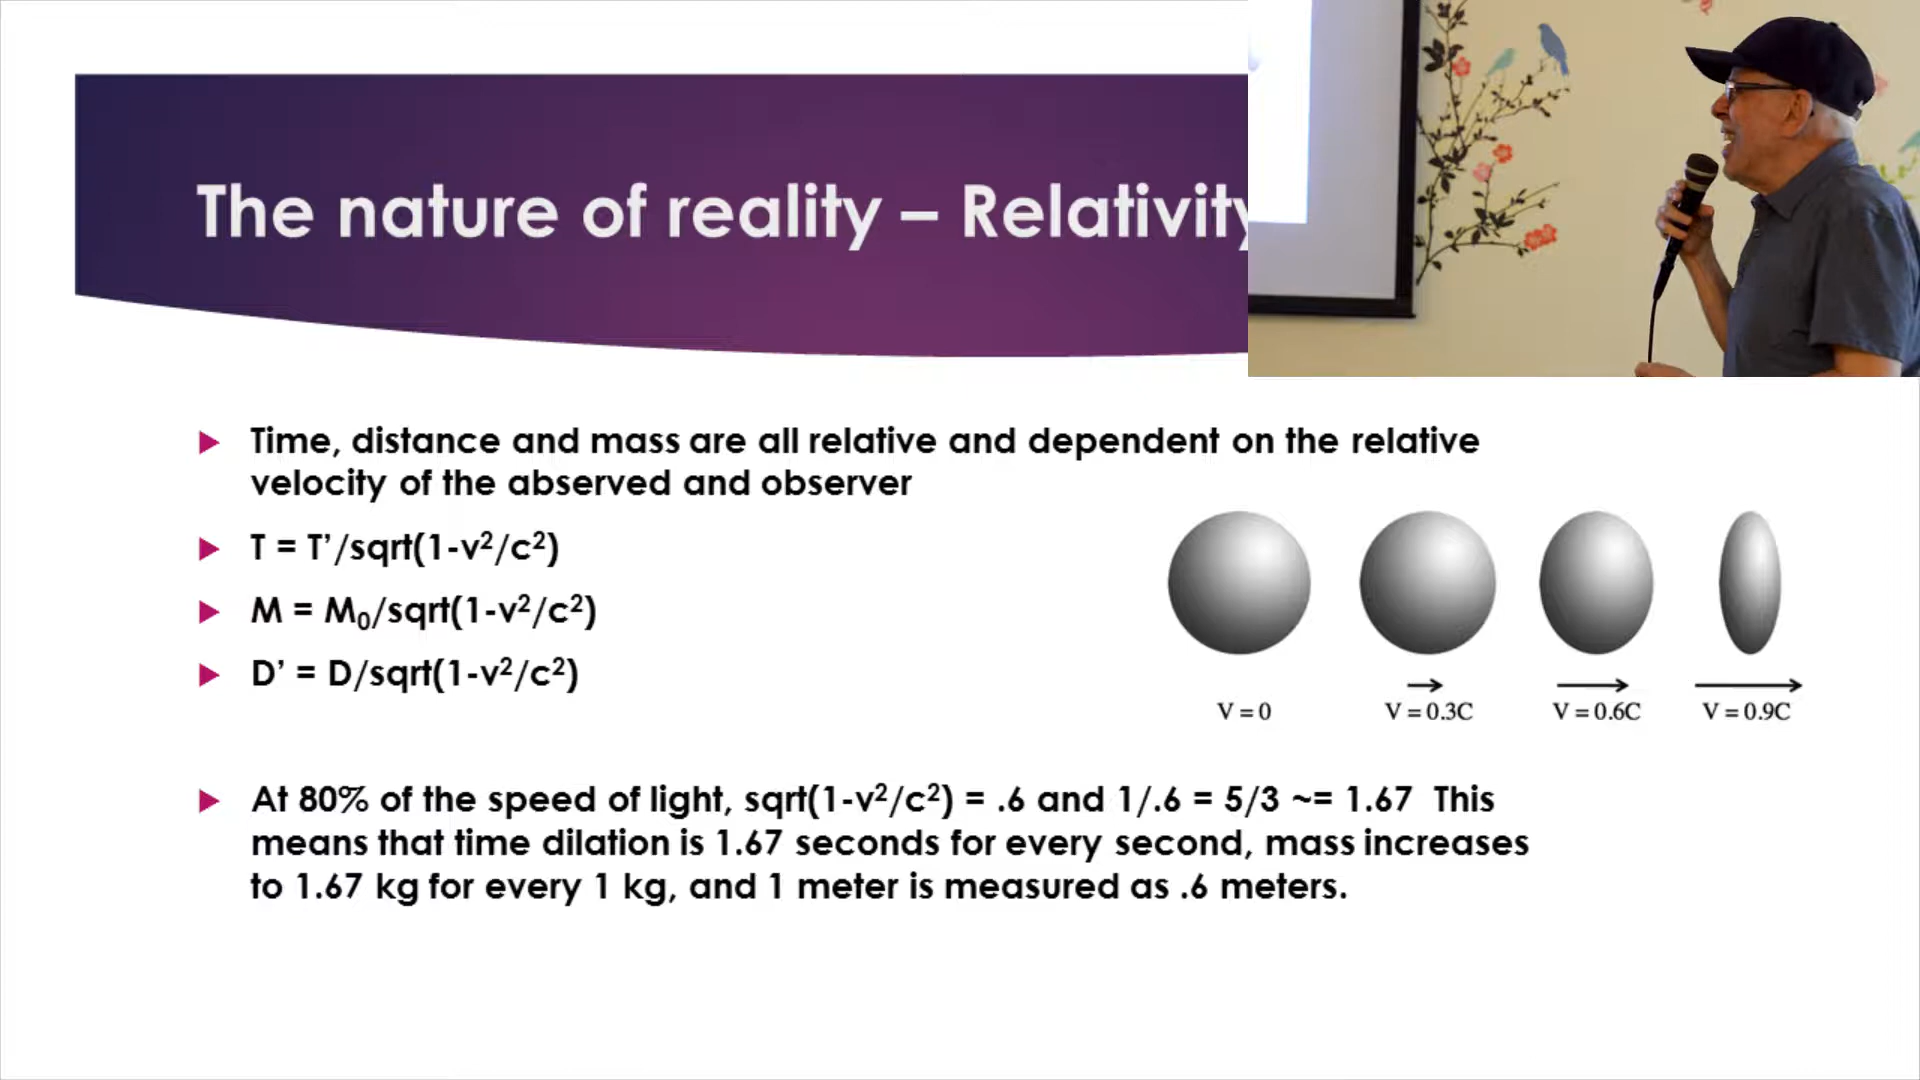 The nature of reality – Relativity
Time, distance and mass are all relative and dependent on the relative
velocity of the abserved and observer
T = T’/sqrt(1-v²/c²)
M = M₀/sqrt(1-v²/c²)
D’ = D/sqrt(1-v²/c²)
V = 0
V = 0.3C
V = 0.6C
V = 0.9C
At 80% of the speed of light, sqrt(1-v²/c²) = .6 and 1/.6 = 5/3 ~= 1.67 This
means that time dilation is 1.67 seconds for every second, mass increases
to 1.67 kg for every 1 kg, and 1 meter is measured as .6 meters.